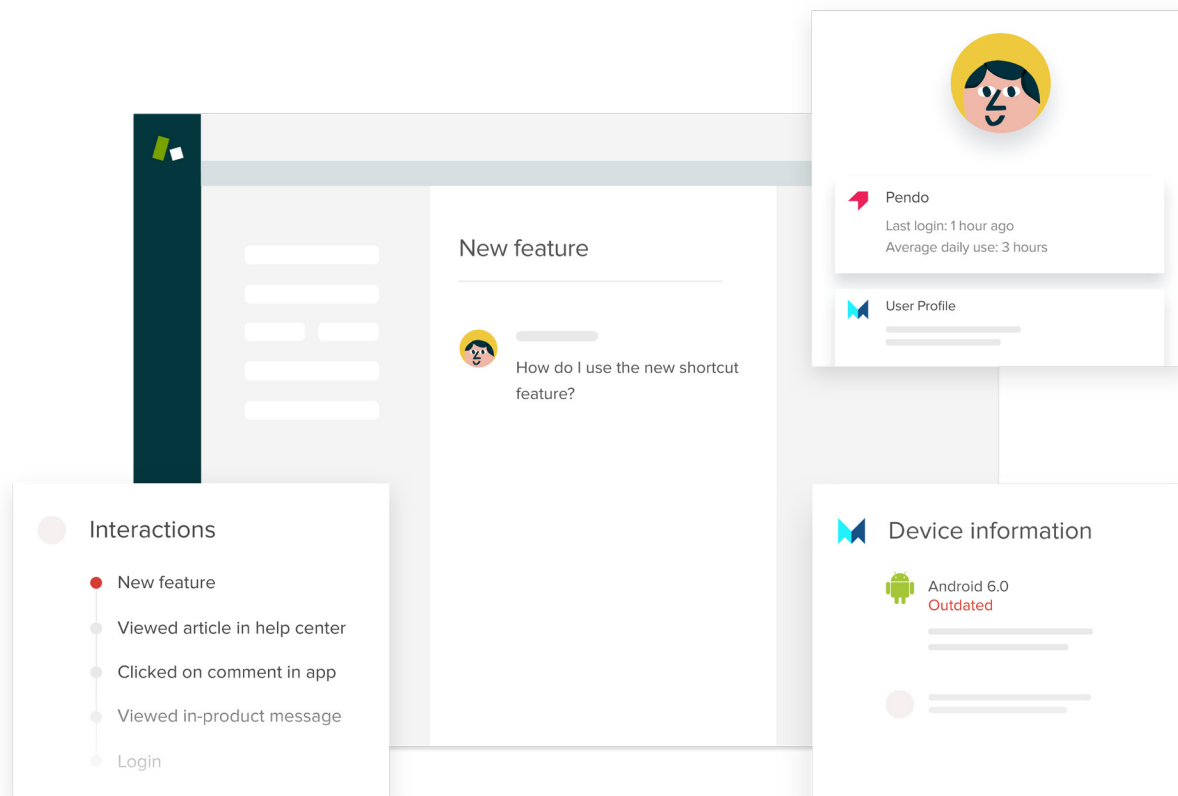 Pendo
Last login: 1 hour ago
Average daily use: 3 hours
User Profile
New feature
How do I use the new shortcut
feature?
Interactions
New feature
Viewed article in help center
Clicked on comment in app
Viewed in-product message
Login
Device information
Android 6.0
Outdated